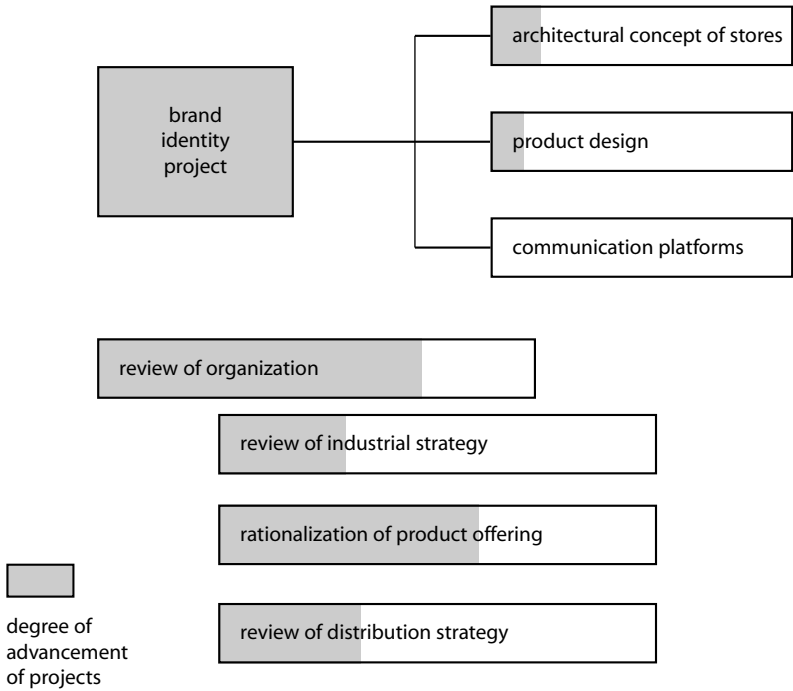 architectural concept of stores
brand
identity
project
product design
communication platforms
review of organization
review of industrial strategy
rationalization of product offering
review of distribution strategy
degree of
advancement
of projects